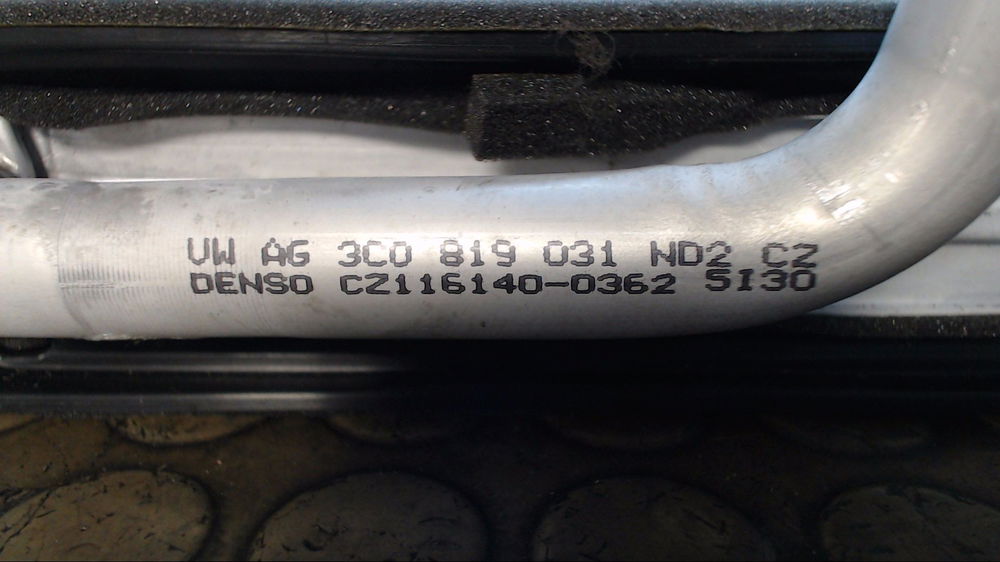 VW AG 3C0 819 031 ND2 CZ
DENSO CZ116140-0362 5I30